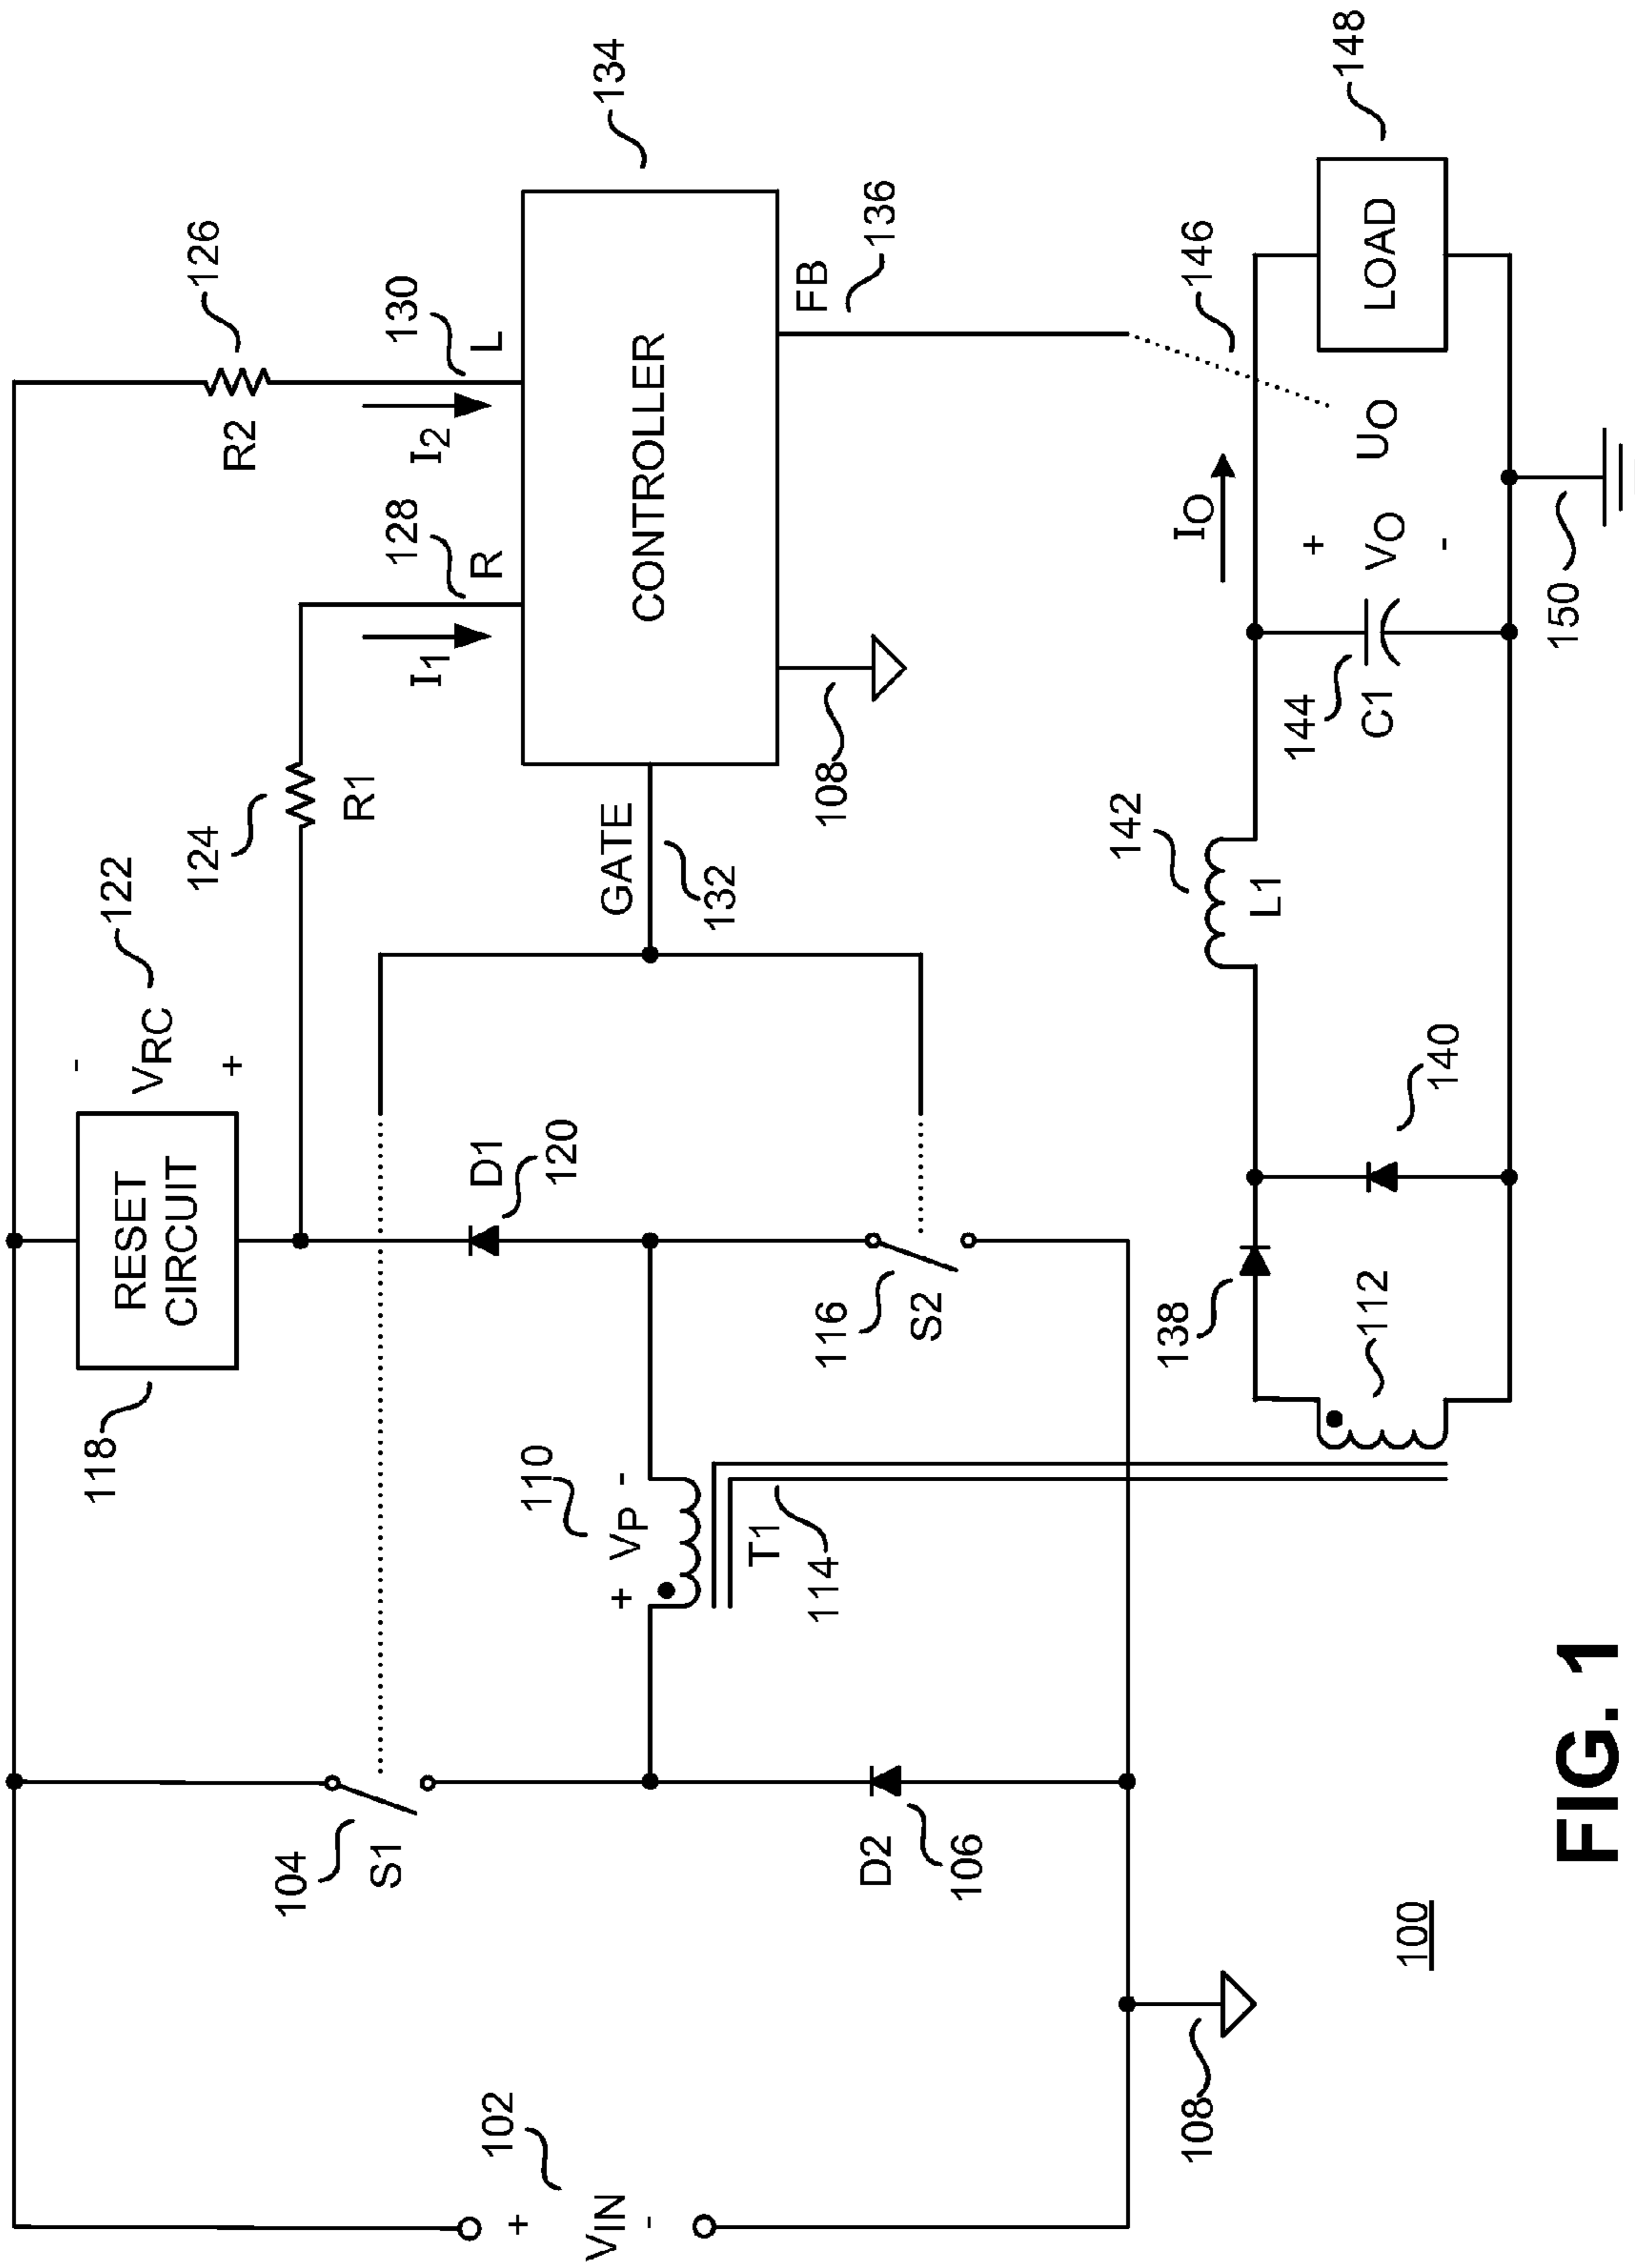 118
RESET
CIRCUIT
-
VRC
+
122
124
R1
126
R2
104
S1
D1
120
I1
128
R
I2
130
L
134
102
+
VIN
-
110
+ VP -
T1
114
GATE
132
CONTROLLER
D2
106
116
S2
108
FB
136
108
138
140
142
L1
144
C1
IO
+
VO
-
UO
146
148
LOAD
112
150
100
FIG. 1